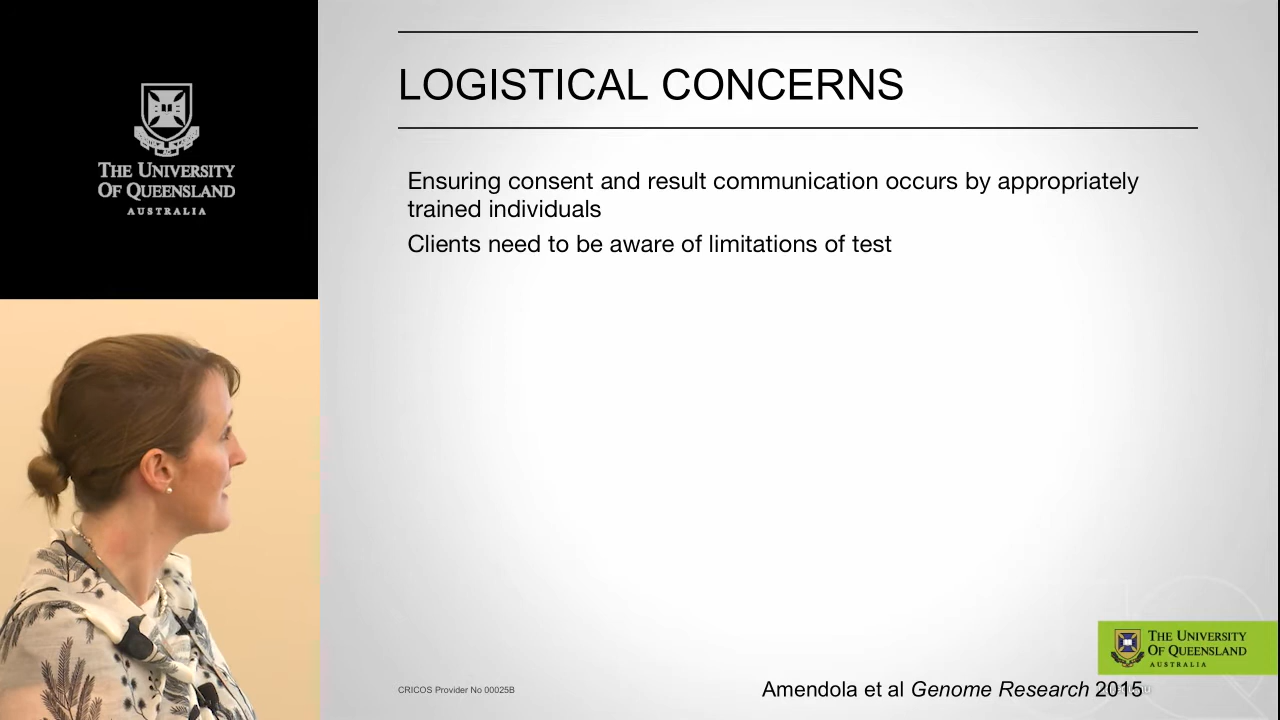 THE UNIVERSITY
OF QUEENSLAND
AUSTRALIA
LOGISTICAL CONCERNS
Ensuring consent and result communication occurs by appropriately
trained individuals
Clients need to be aware of limitations of test
THE UNIVERSITY
OF QUEENSLAND
AUSTRALIA
CRICOS Provider No 00025B
Amendola et al Genome Research 2015